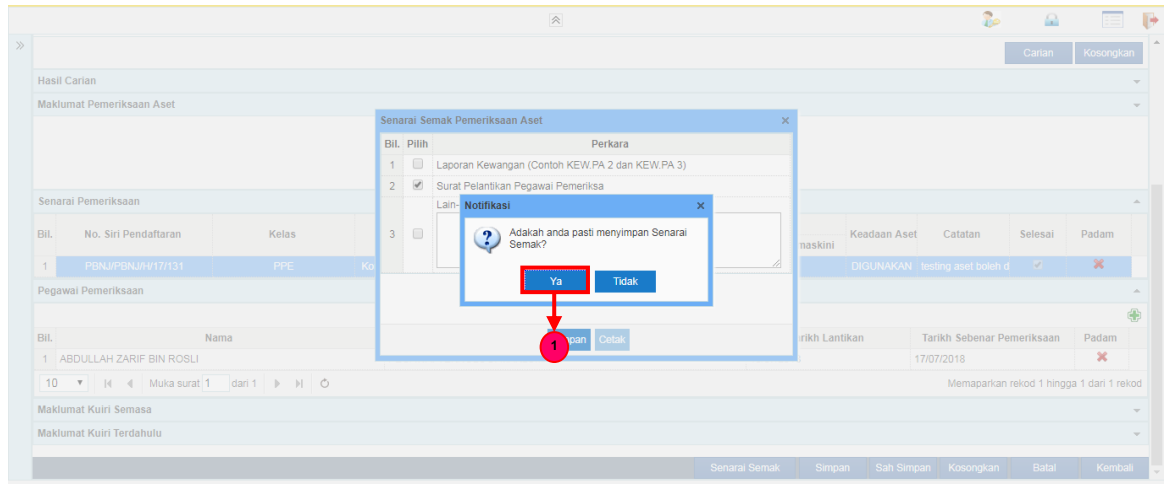 Carian Kosongkan
Hasil Carian
Maklumat Pemeriksaan Aset
Senarai Semak Pemeriksaan Aset
Bil. Pilih Perkara
1 Laporan Kewangan (Contoh KEW.PA 2 dan KEW.PA 3)
2 Surat Pelantikan Pegawai Pemeriksa
Lain-
3
Notifikasi
Adakah anda pasti menyimpan Senarai
Semak?
Ya Tidak
1
pan Cetak
Senarai Pemeriksaan
Bil. No. Siri Pendaftaran Kelas maskini Keadaan Aset Catatan Selesai Padam
1 PBNJ/PBNJ/H/17/131 PPE Ko DIGUNAKAN testing aset boleh d
Pegawai Pemeriksaan
Bil. Nama arikh Lantikan Tarikh Sebenar Pemeriksaan Padam
1 ABDULLAH ZARIF BIN ROSLI 17/07/2018
10 Muka surat 1 dari 1 Memaparkan rekod 1 hingga 1 dari 1 rekod
Maklumat Kuiri Semasa
Maklumat Kuiri Terdahulu
Senarai Semak Simpan Sah Simpan Kosongkan Batal Kembali